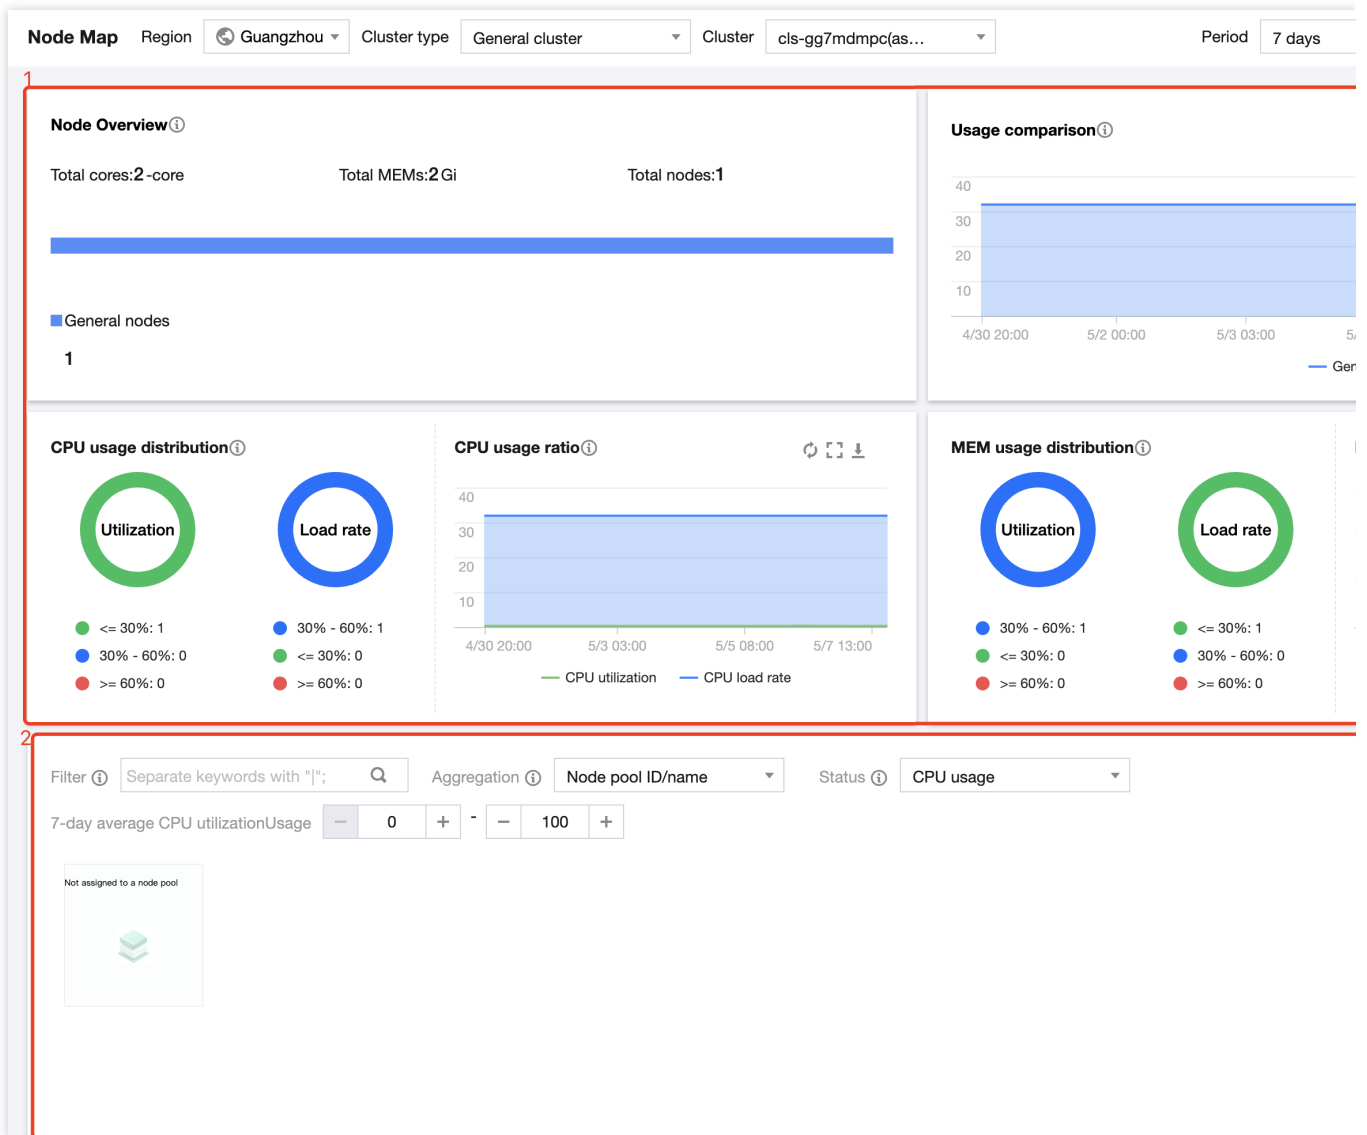 Node Map Region Guangzhou Cluster type General cluster Cluster cls-gg7mdmpc(as... Period 7 days
1
Node Overview
Total cores:2-core Total MEMs:2Gi Total nodes:1
General nodes
1
Usage comparison
40
30
20
10
4/30 20:00 5/2 00:00 5/3 03:00 5/
Ger
CPU usage distribution
Utilization Load rate
<= 30%: 1 30% - 60%: 1
30% - 60%: 0 <= 30%: 0
>= 60%: 0 >= 60%: 0
CPU usage ratio
40
30
20
10
4/30 20:00 5/3 03:00 5/5 08:00 5/7 13:00
CPU utilization CPU load rate
MEM usage distribution
Utilization Load rate
30% - 60%: 1 <= 30%: 1
<= 30%: 0 30% - 60%: 0
>= 60%: 0 >= 60%: 0
2
Filter Separate keywords with "|"; Aggregation Node pool ID/name Status CPU usage
7-day average CPU utilizationUsage − 0 + - − 100 +
Not assigned to a node pool